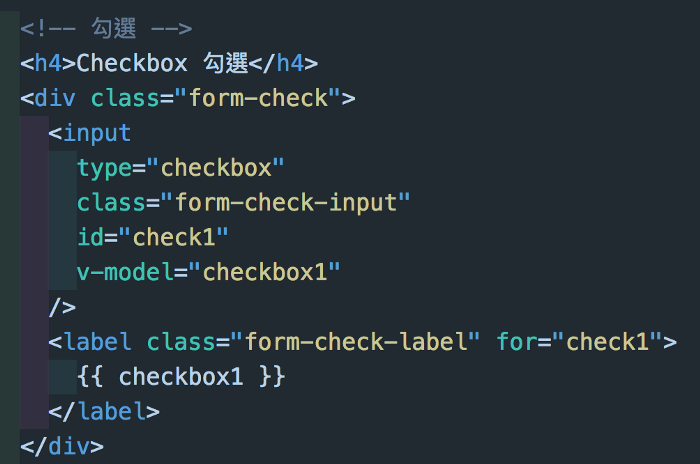 <!-- 勾選 -->
<h4>Checkbox 勾選</h4>
<div class="form-check">
  <input
    type="checkbox"
    class="form-check-input"
    id="check1"
    v-model="checkbox1"
  />
  <label class="form-check-label" for="check1">
    {{ checkbox1 }}
  </label>
</div>